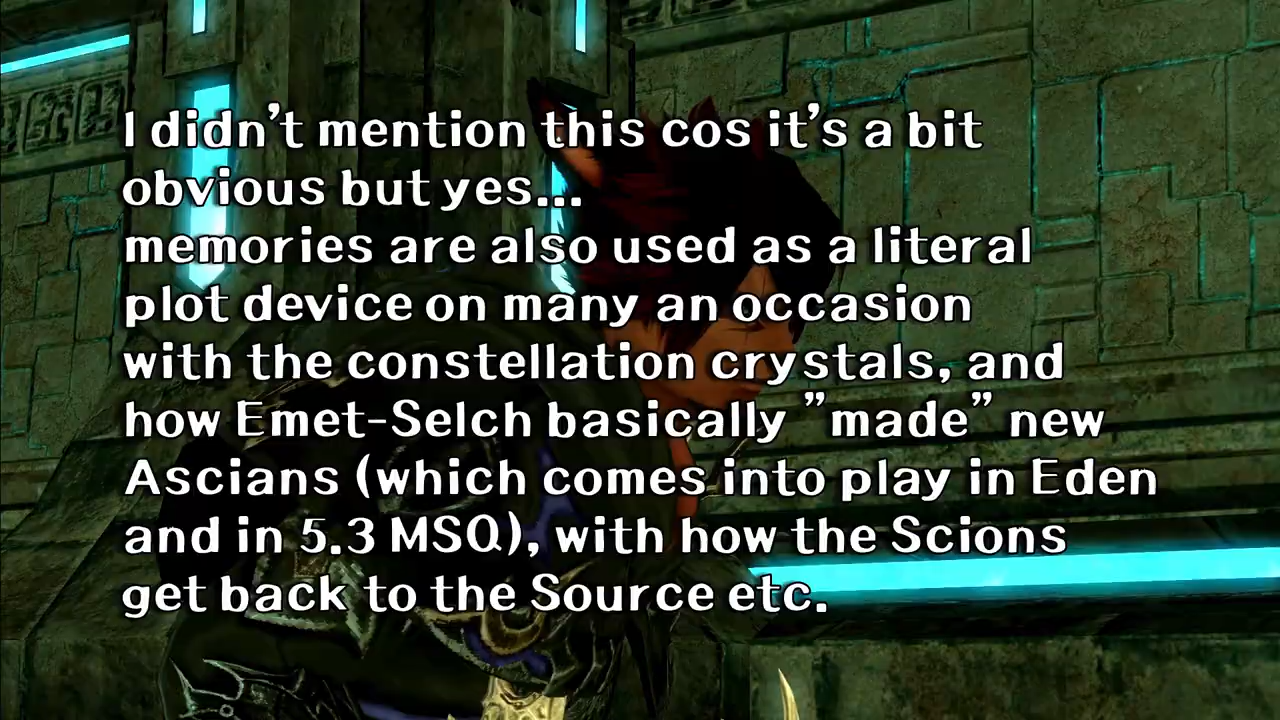 I didn't mention this cos it's a bit
obvious but yes...
memories are also used as a literal
plot device on many an occasion
with the constellation crystals, and
how Emet-Selch basically "made" new
Ascians (which comes into play in Eden
and in 5.3 MSQ), with how the Scions
get back to the Source etc.